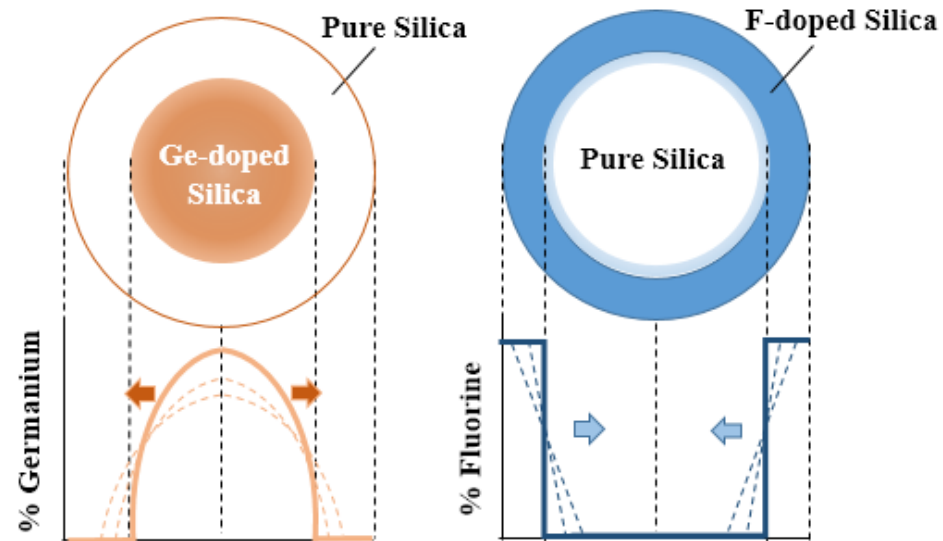 Pure Silica
Ge-doped
Silica
% Germanium
F-doped Silica
Pure Silica
% Fluorine